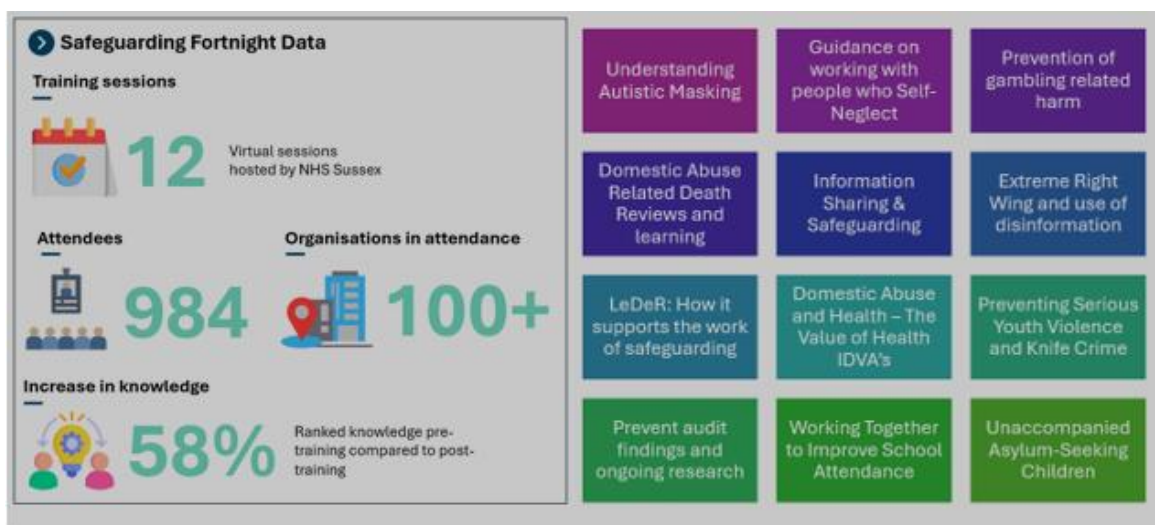 Safeguarding Fortnight Data
Training sessions
12
Virtual sessions
hosted by NHS Sussex
Attendees
984
Organisations in attendance
100+
Increase in knowledge
58%
Ranked knowledge pre-
training compared to post-
training
Understanding
Autistic Masking
Guidance on
working with
people who Self-
Neglect
Prevention of
gambling related
harm
Domestic Abuse
Related Death
Reviews and
learning
Information
Sharing &
Safeguarding
Extreme Right
Wing and use of
disinformation
LeDeR: How it
supports the work
of safeguarding
Domestic Abuse
and Health – The
Value of Health
IDVA's
Preventing Serious
Youth Violence
and Knife Crime
Prevent audit
findings and
ongoing research
Working Together
to Improve School
Attendance
Unaccompanied
Asylum-Seeking
Children